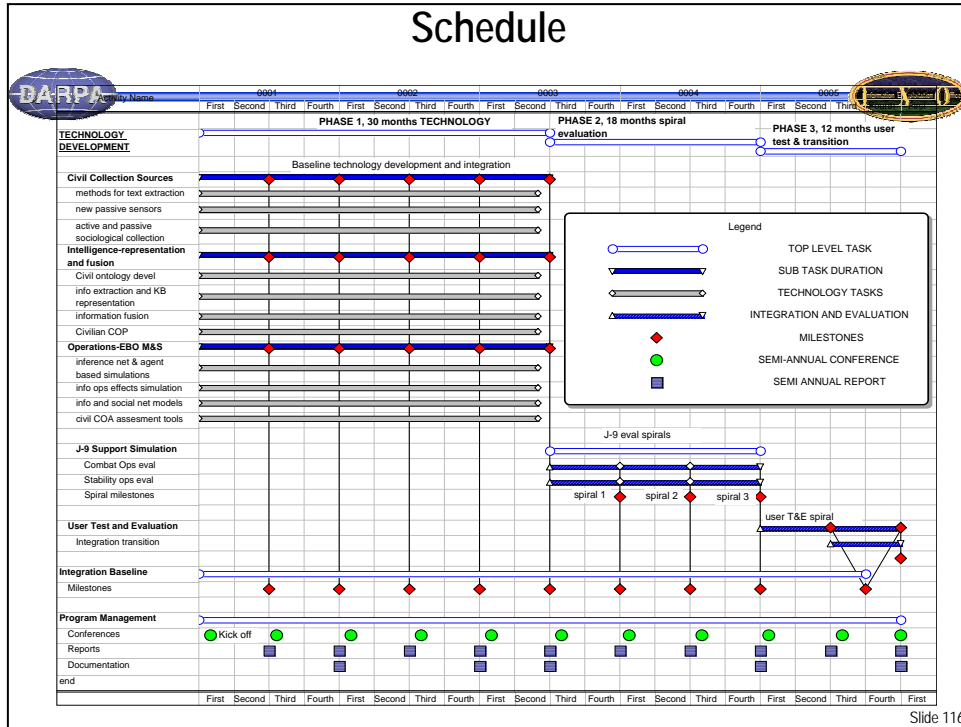 Schedule
DARPA
Activity Name
0001 0002 0003 0004 0005
First Second Third Fourth First Second Third Fourth First Second Third Fourth First Second Third Fourth First Second Third
PHASE 1, 30 months TECHNOLOGY
PHASE 2, 18 months spiral
evaluation
PHASE 3, 12 months user
test & transition
TECHNOLOGY
DEVELOPMENT
Baseline technology development and integration
Civil Collection Sources
methods for text extraction
new passive sensors
active and passive
sociological collection
Intelligence-representation
and fusion
Civil ontology devel
info extraction and KB
representation
information fusion
Civilian COP
Operations-EBO M&S
inference net & agent
based simulations
info ops effects simulation
info and social net models
civil COA assesment tools
Legend
TOP LEVEL TASK
SUB TASK DURATION
TECHNOLOGY TASKS
INTEGRATION AND EVALUATION
MILESTONES
SEMI-ANNUAL CONFERENCE
SEMI ANNUAL REPORT
J-9 eval spirals
J-9 Support Simulation
Combat Ops eval
Stability ops eval
Spiral milestones
spiral 1 spiral 2 spiral 3
user T&E spiral
User Test and Evaluation
Integration transition
Integration Baseline
Milestones
Program Management
Conferences
Kick off
Reports
Documentation
end
First Second Third Fourth First Second Third Fourth First Second Third Fourth First Second Third Fourth First Second Third Fourth First
Slide 116